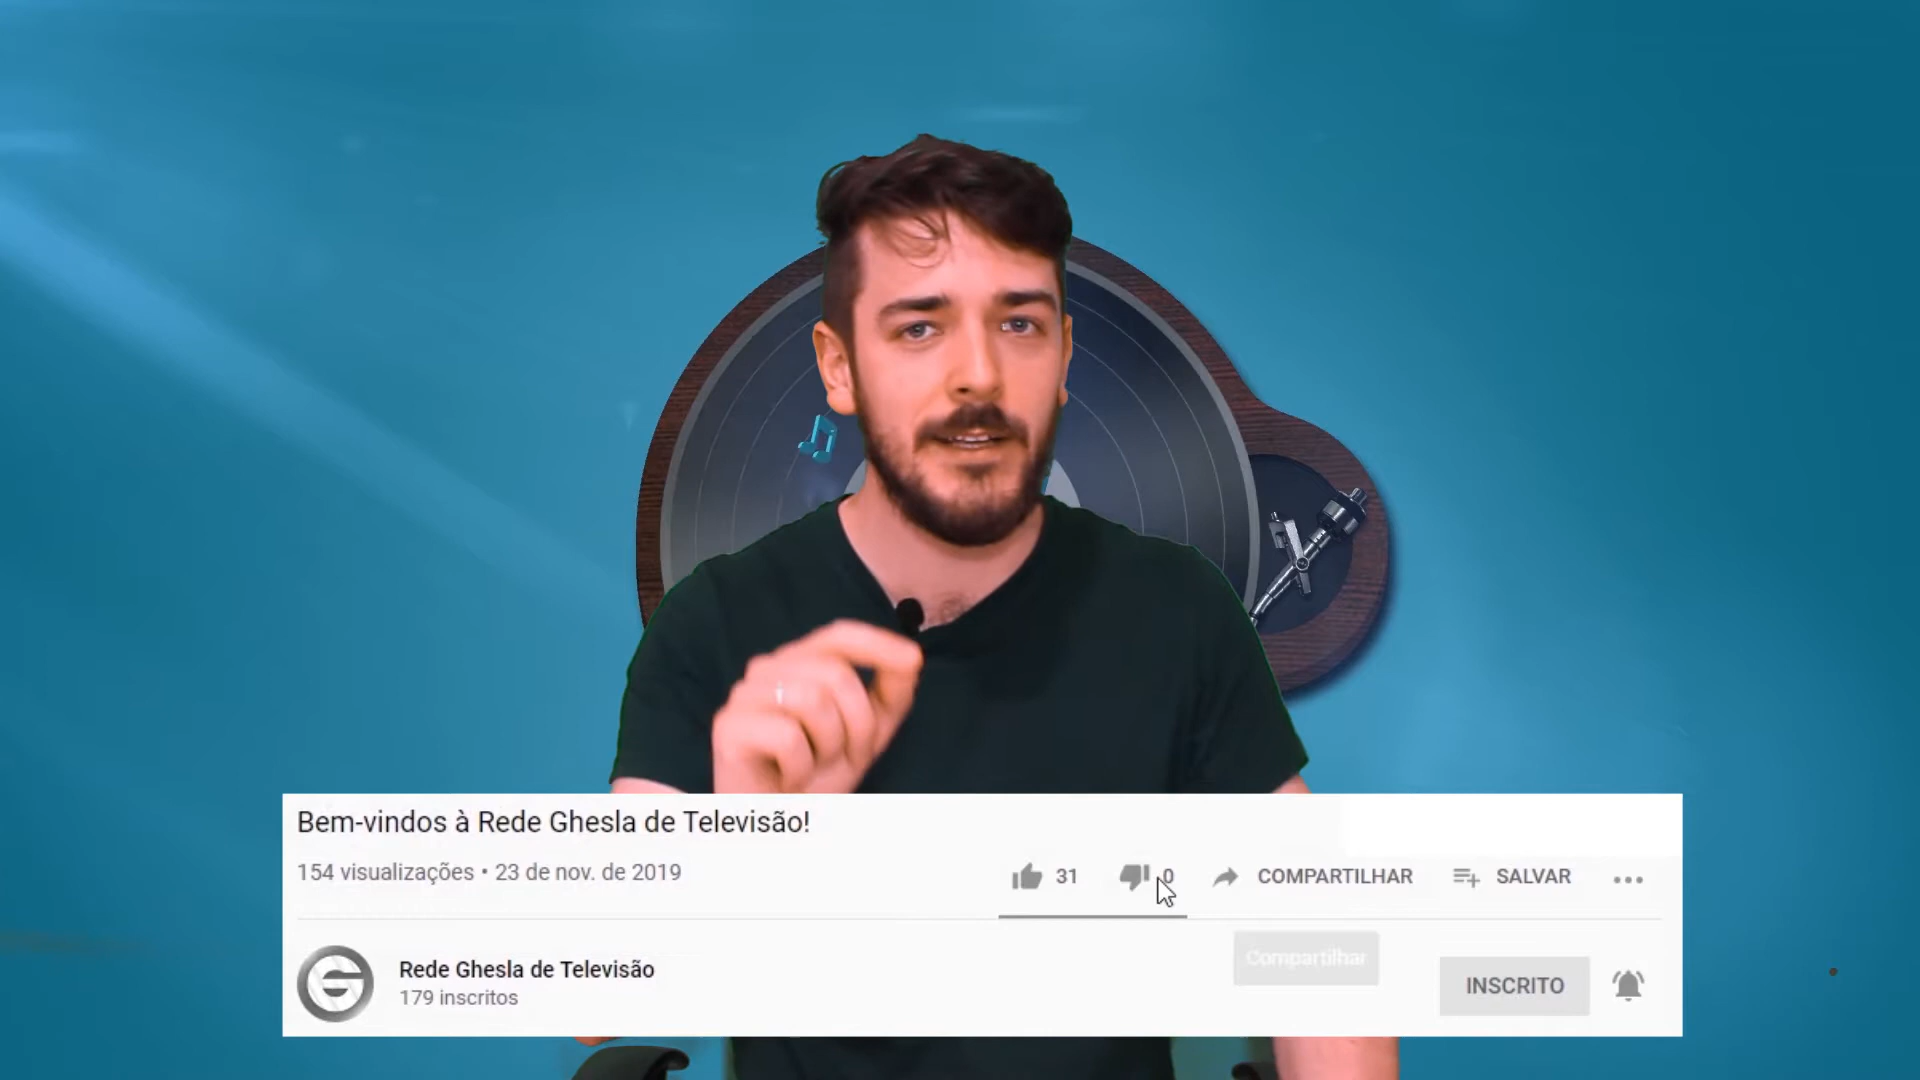 Bem-vindos à Rede Ghesla de Televisão!
154 visualizações • 23 de nov. de 2019
31 0 COMPARTILHAR SALVAR
Compartilhar
Rede Ghesla de Televisão
179 inscritos
INSCRITO